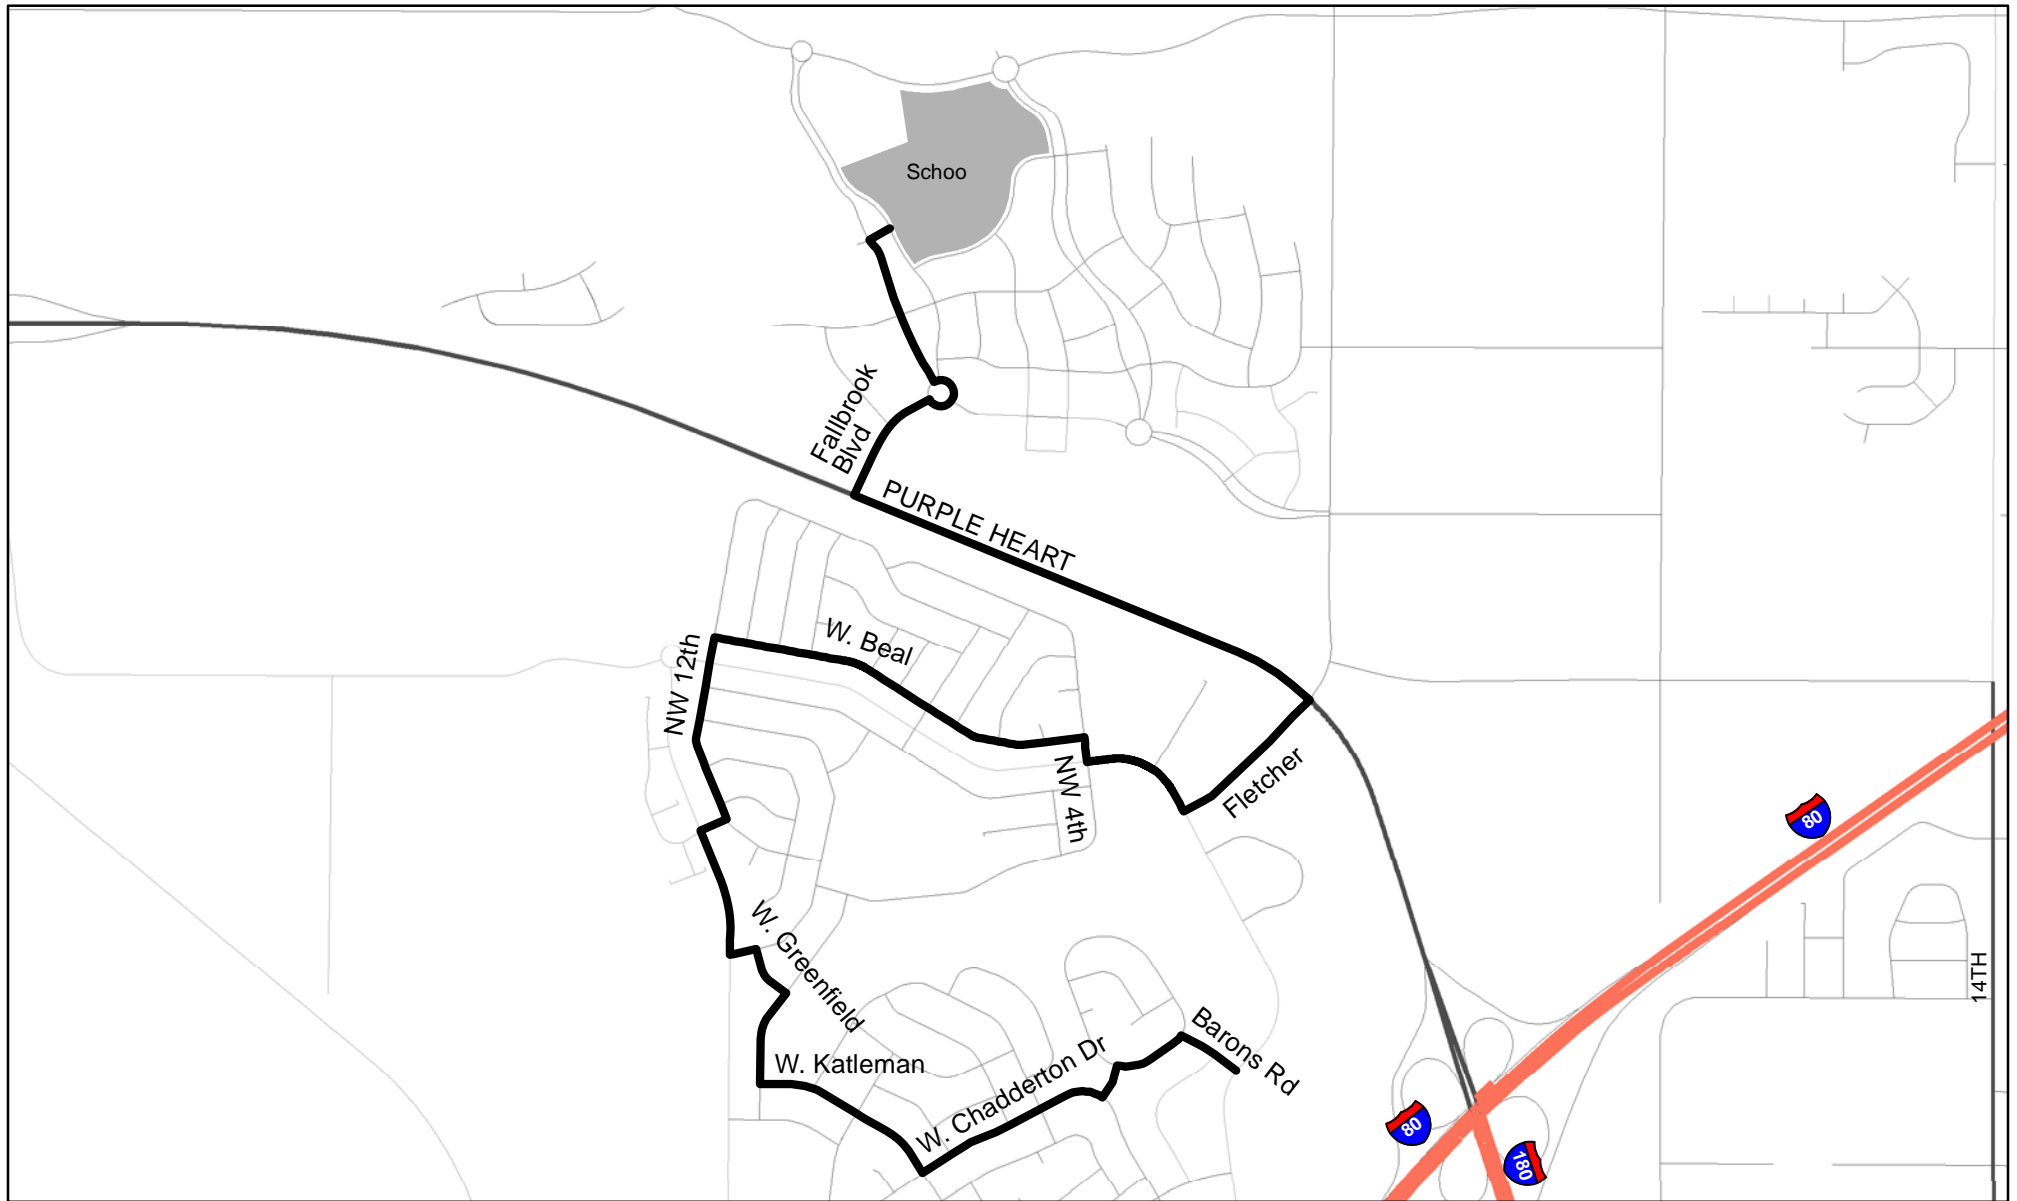 Schoo
Fallbrook
Blvd
PURPLE HEART
W. Beal
NW 12th
NW 4th
Fletcher
80
W. Greenfield
14TH
Barons Rd
W. Katleman
W. Chadderton Dr
80
180